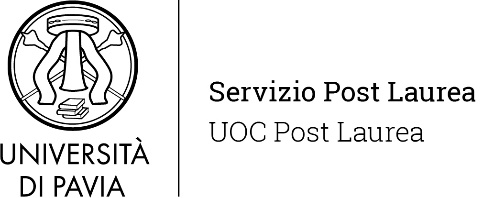 UNIVERSITÀ
DI PAVIA
Servizio Post Laurea
UOC Post Laurea